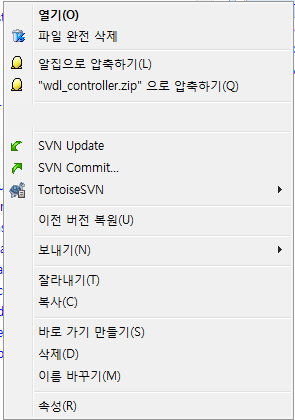 열기(O)
파일 완전 삭제
알집으로 압축하기(L)
"wdl_controller.zip" 으로 압축하기(Q)
SVN Update
SVN Commit...
TortoiseSVN
이전 버전 복원(U)
보내기(N)
잘라내기(T)
복사(C)
바로 가기 만들기(S)
삭제(D)
이름 바꾸기(M)
속성(R)